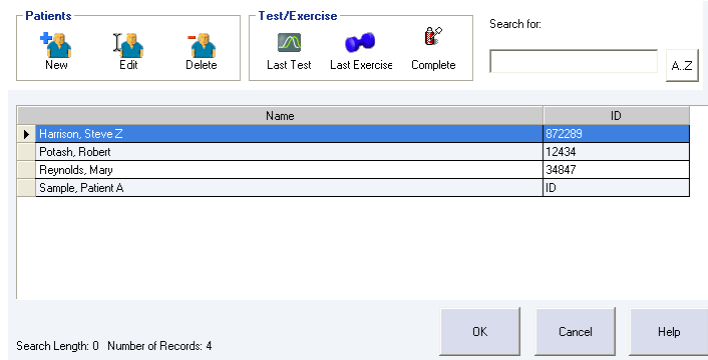 Patients
New Edit Delete
Test/Exercise
Last Test Last Exercise Complete
Search for:
A..Z
Name ID
Harrison, Steve Z 872289
Potash, Robert 12434
Reynolds, Mary 34847
Sample, Patient A ID
OK Cancel Help
Search Length: 0 Number of Records: 4